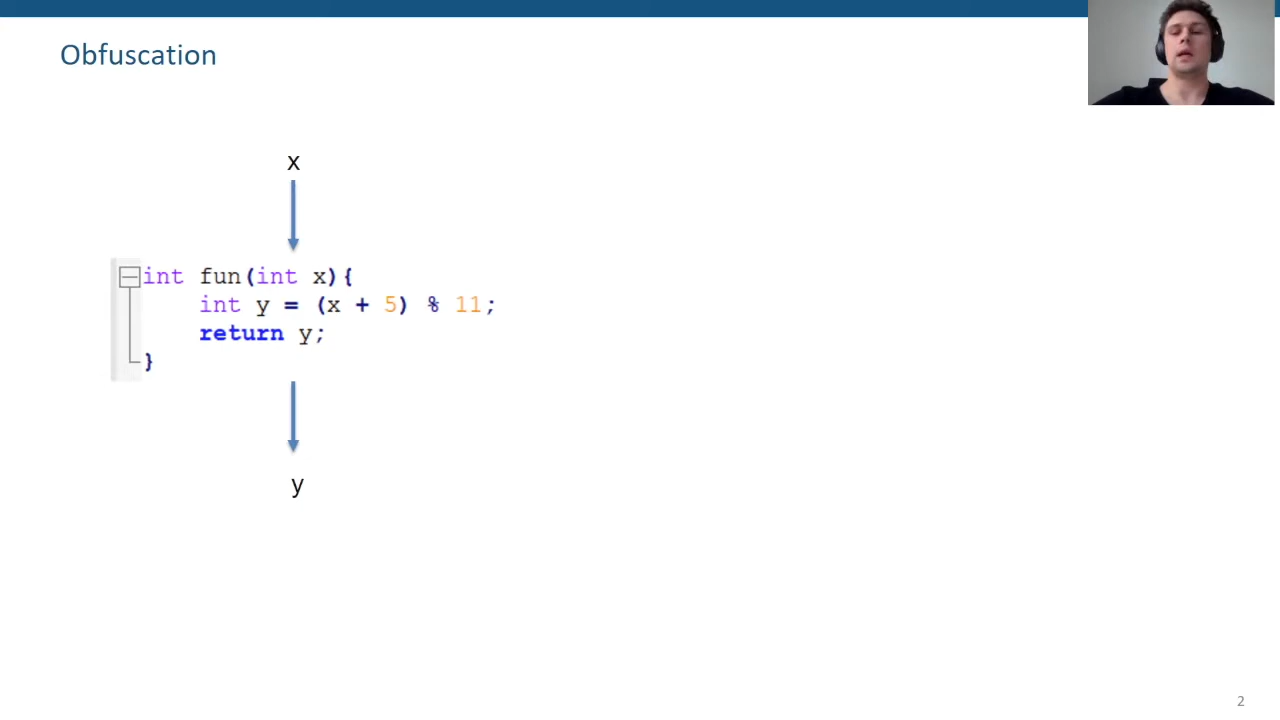 Obfuscation
x
int fun(int x){
int y = (x + 5) % 11;
return y;
}
y
2